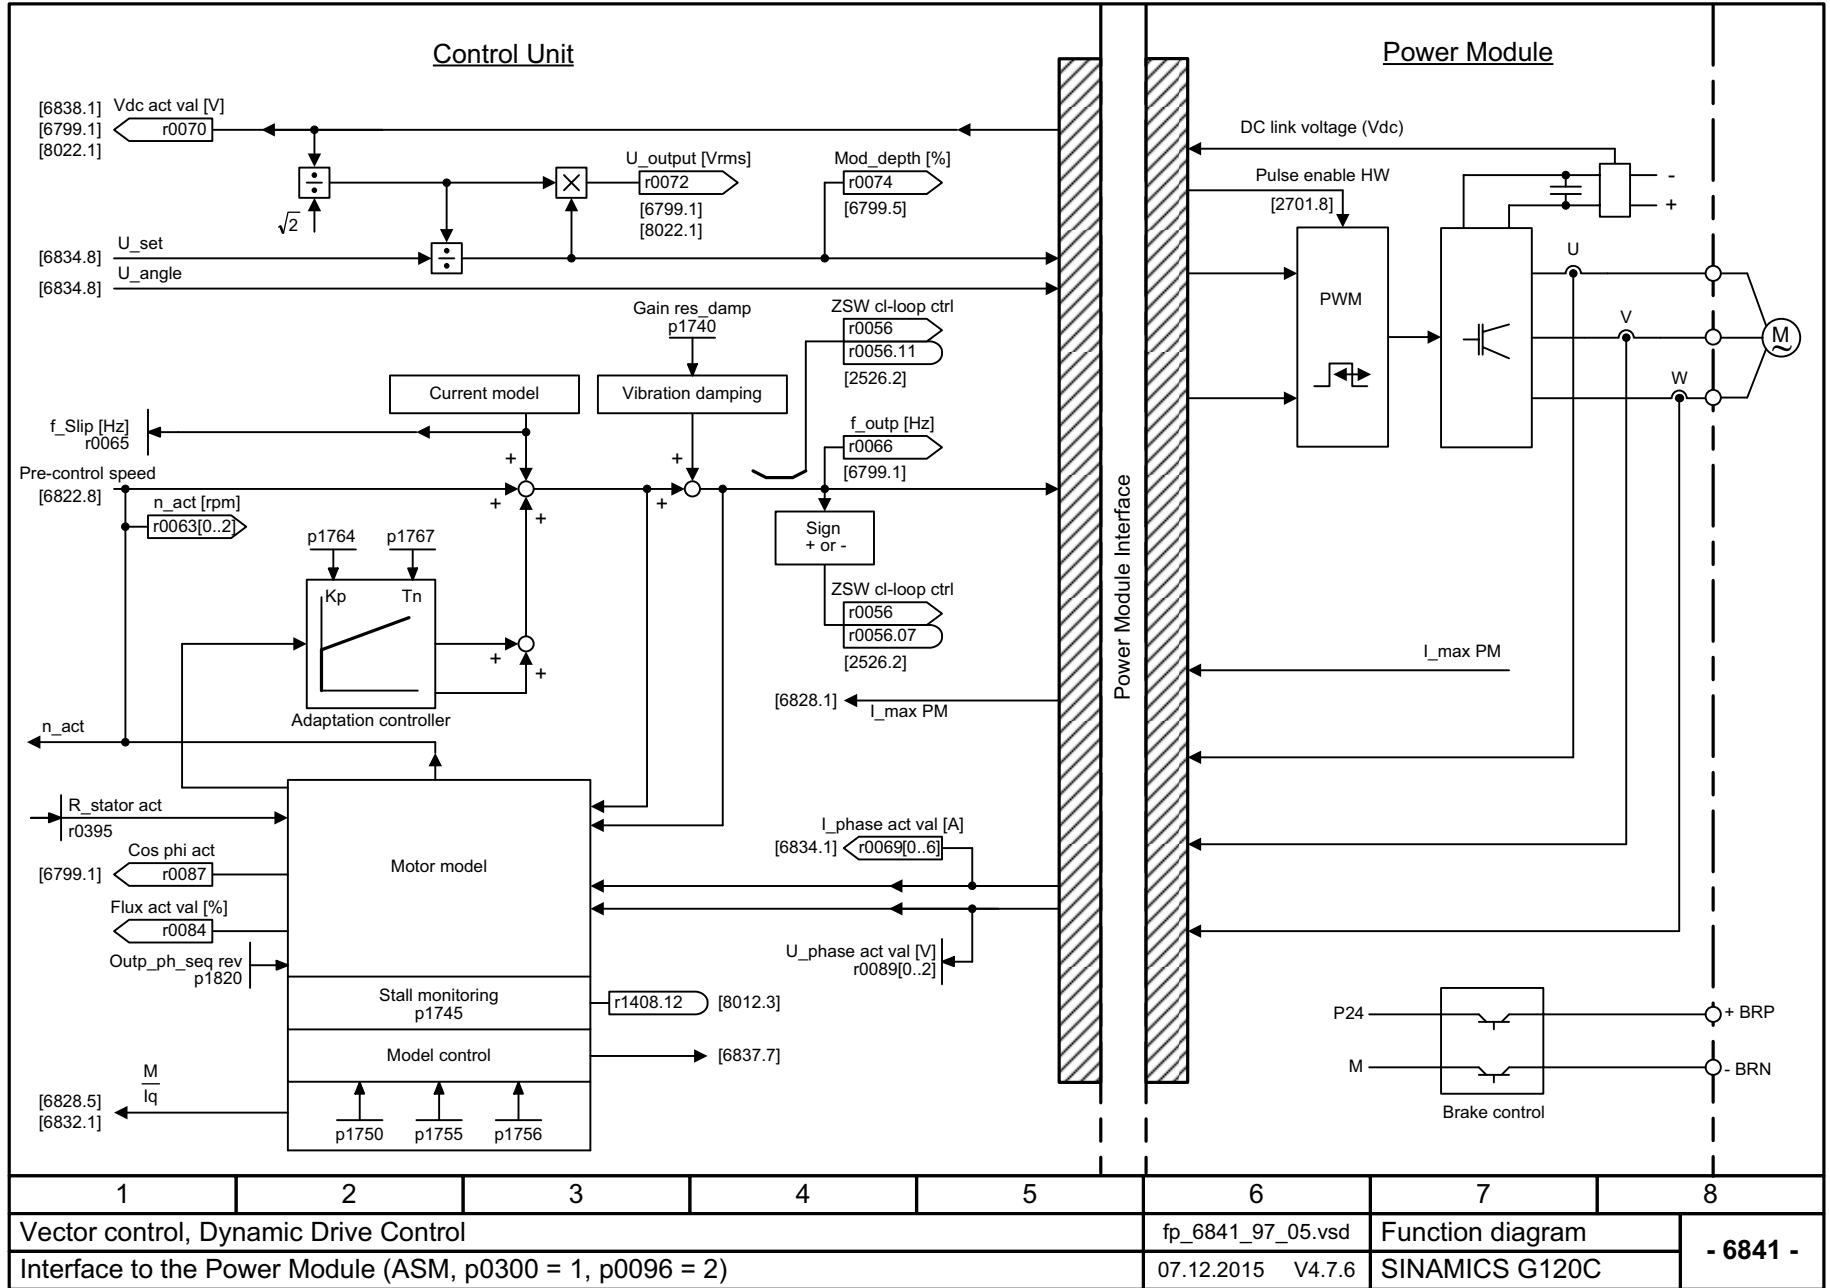 Control Unit
Power Module
[6838.1]
[6799.1]
[8022.1]
Vdc act val [V]
r0070
U_output [Vrms]
r0072
[6799.1]
[8022.1]
Mod_depth [%]
r0074
[6799.5]
÷
√2
×
÷
[6834.8]
U_set
[6834.8]
U_angle
DC link voltage (Vdc)
Pulse enable HW
[2701.8]
-
+
PWM
U
V
W
M
~
Gain res_damp
p1740
ZSW cl-loop ctrl
r0056
r0056.11
[2526.2]
Current model
Vibration damping
f_Slip [Hz]
r0065
f_outp [Hz]
r0066
[6799.1]
Pre-control speed
[6822.8]
+
+
+
+
+
n_act [rpm]
r0063[0..2]
p1764
p1767
Kp
Tn
+
+
Adaptation controller
Sign
+ or -
ZSW cl-loop ctrl
r0056
r0056.07
[2526.2]
[6828.1]
I_max PM
I_max PM
Power Module Interface
n_act
R_stator act
r0395
Cos phi act
[6799.1]
r0087
Flux act val [%]
r0084
Outp_ph_seq rev
p1820
Motor model
I_phase act val [A]
[6834.1]
r0069[0..6]
U_phase act val [V]
r0089[0..2]
Stall monitoring
p1745
r1408.12
[8012.3]
Model control
[6837.7]
M
Iq
[6828.5]
[6832.1]
p1750
p1755
p1756
P24
M
+ BRP
- BRN
Brake control
1 2 3 4 5 6 7 8
Vector control, Dynamic Drive Control
fp_6841_97_05.vsd
Function diagram
- 6841 -
Interface to the Power Module (ASM, p0300 = 1, p0096 = 2)
07.12.2015 V4.7.6
SINAMICS G120C